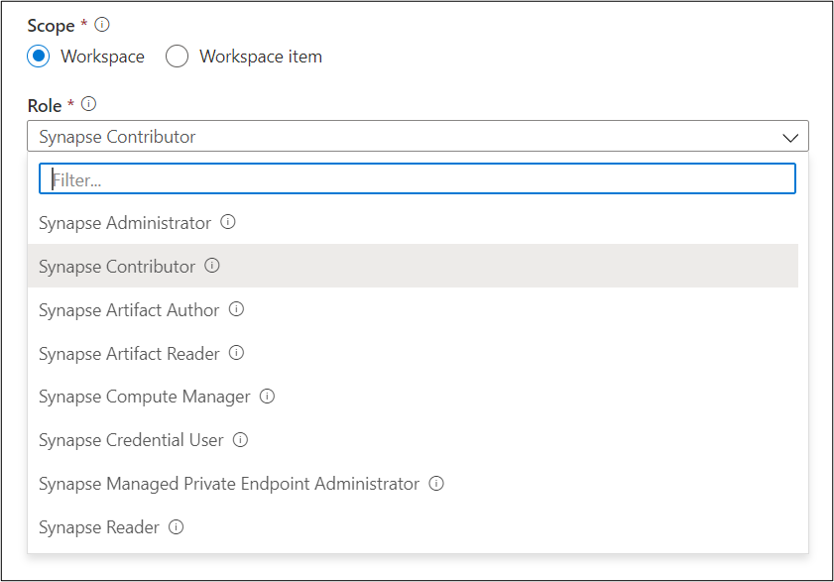 Scope *
Workspace Workspace item
Role *
Synapse Contributor
Filter...
Synapse Administrator
Synapse Contributor
Synapse Artifact Author
Synapse Artifact Reader
Synapse Compute Manager
Synapse Credential User
Synapse Managed Private Endpoint Administrator
Synapse Reader